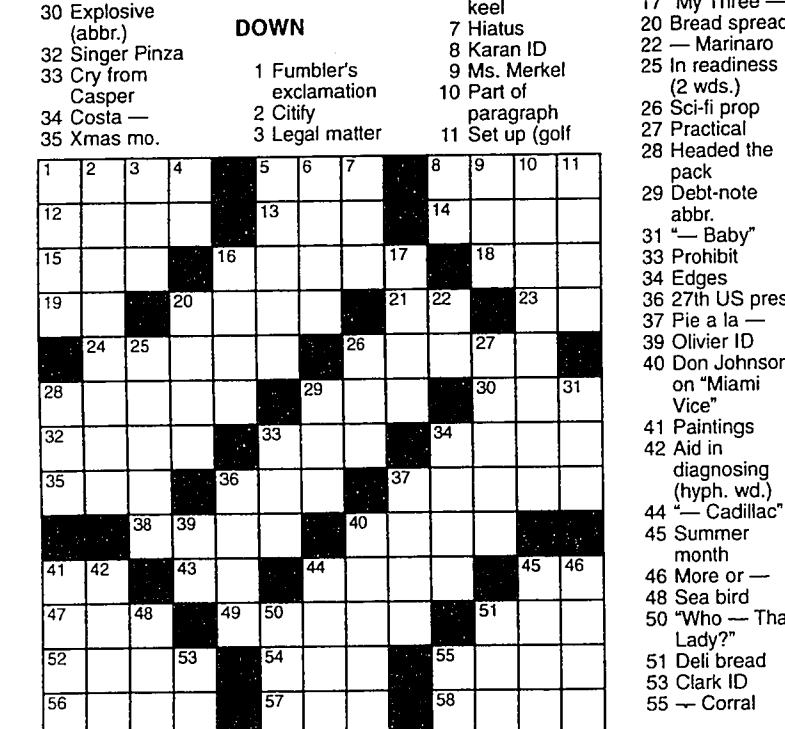 30 Explosive
(abbr.)
32 Singer Pinza
33 Cry from
Casper
34 Costa —
35 Xmas mo.
DOWN
1 Fumbler's
exclamation
2 Citify
3 Legal matter
keel
7 Hiatus
8 Karan ID
9 Ms. Merkel
10 Part of
paragraph
11 Set up (golf
17 "My Three —
20 Bread spread
22 — Marinaro
25 In readiness
(2 wds.)
26 Sci-fi prop
27 Practical
28 Headed the
pack
29 Debt-note
abbr.
31 "— Baby"
33 Prohibit
34 Edges
36 27th US pres
37 Pie a la —
39 Olivier ID
40 Don Johnson
on "Miami
Vice"
41 Paintings
42 Aid in
diagnosing
(hyph. wd.)
44 "— Cadillac"
45 Summer
month
46 More or —
48 Sea bird
50 "Who — Tha
Lady?"
51 Deli bread
53 Clark ID
55 — Corral
1 2 3 4 5 6 7 8 9 10 11
12 13 14
15 16 17 18
19 20 21 22 23
24 25 26 27
28 29 30 31
32 33 34
35 36 37
38 39 40
41 42 43 44 45 46
47 48 49 50 51
52 53 54 55
56 57 58